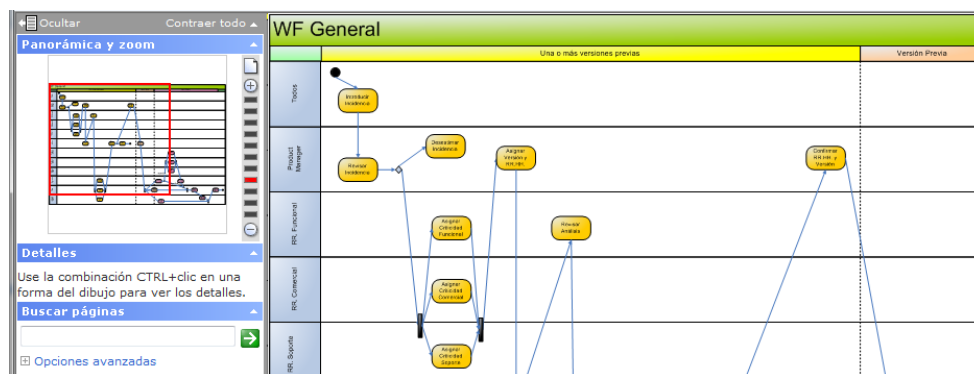 Ocultar
Contraer todo
Panorámica y zoom
Detalles
Use la combinación CTRL+clic en una
forma del dibujo para ver los detalles.
Buscar páginas
Opciones avanzadas
WF General
Una o más versiones previas
Versión Previa
Todos
Introducir
Incidencia
Product
Manager
Revisar
Incidencia
Desestimar
Incidencia
Asignar
Versión y
RR.HH.
Confirmar
RR.HH. y
Versión
RR. Funcional
Asignar
Criticidad
Funcional
Revisar
Análisis
RR. Comercial
Asignar
Criticidad
Comercial
RR. Soporte
Asignar
Criticidad
Soporte